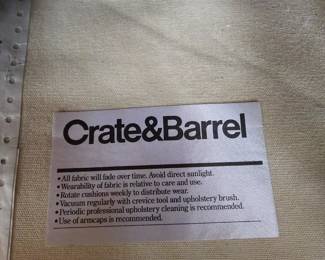 Crate&Barrel
• All fabric will fade over time. Avoid direct sunlight.
• Wearability of fabric is relative to care and use.
• Rotate cushions weekly to distribute wear.
• Vacuum regularly with crevice tool and upholstery brush.
• Periodic professional upholstery cleaning is recommended.
• Use of armcaps is recommended.